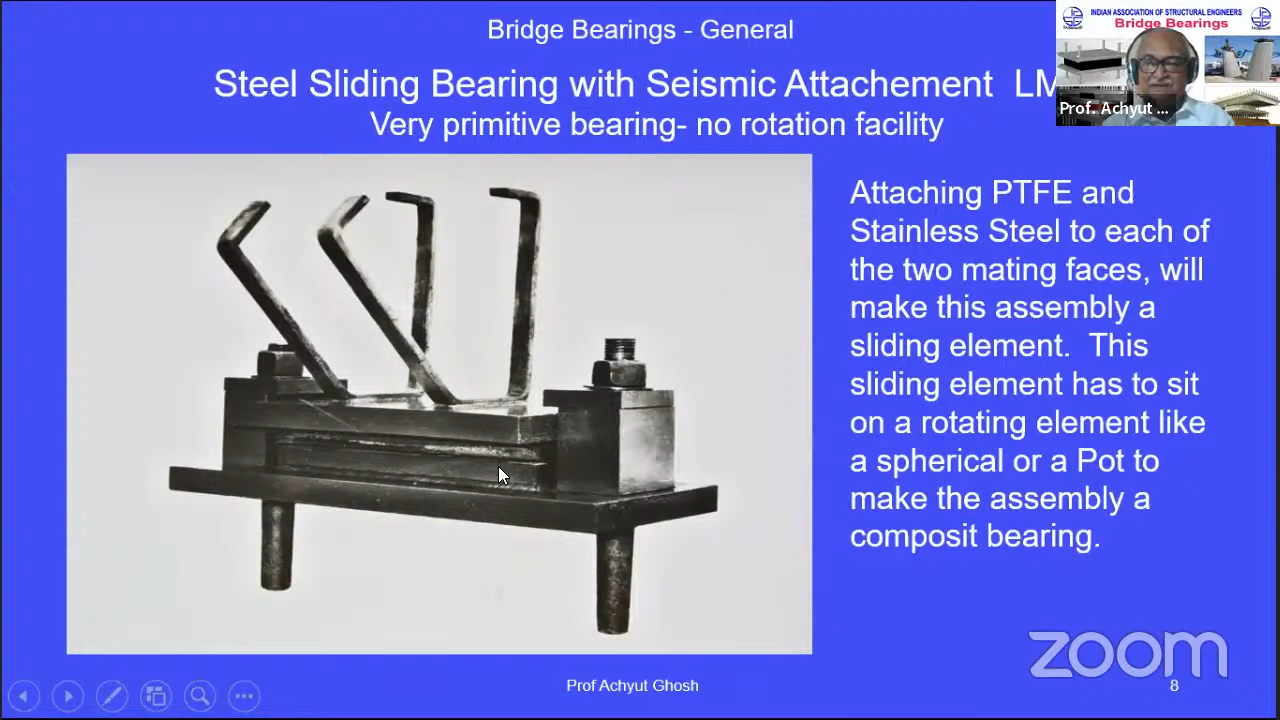 Bridge Bearings - General
INDIAN ASSOCIATION OF STRUCTURAL ENGINEERS
Bridge Bearings
Steel Sliding Bearing with Seismic Attachement LM
Prof. Achyut ...
Very primitive bearing- no rotation facility
Attaching PTFE and
Stainless Steel to each of
the two mating faces, will
make this assembly a
sliding element. This
sliding element has to sit
on a rotating element like
a spherical or a Pot to
make the assembly a
composit bearing.
zoom
Prof Achyut Ghosh
8